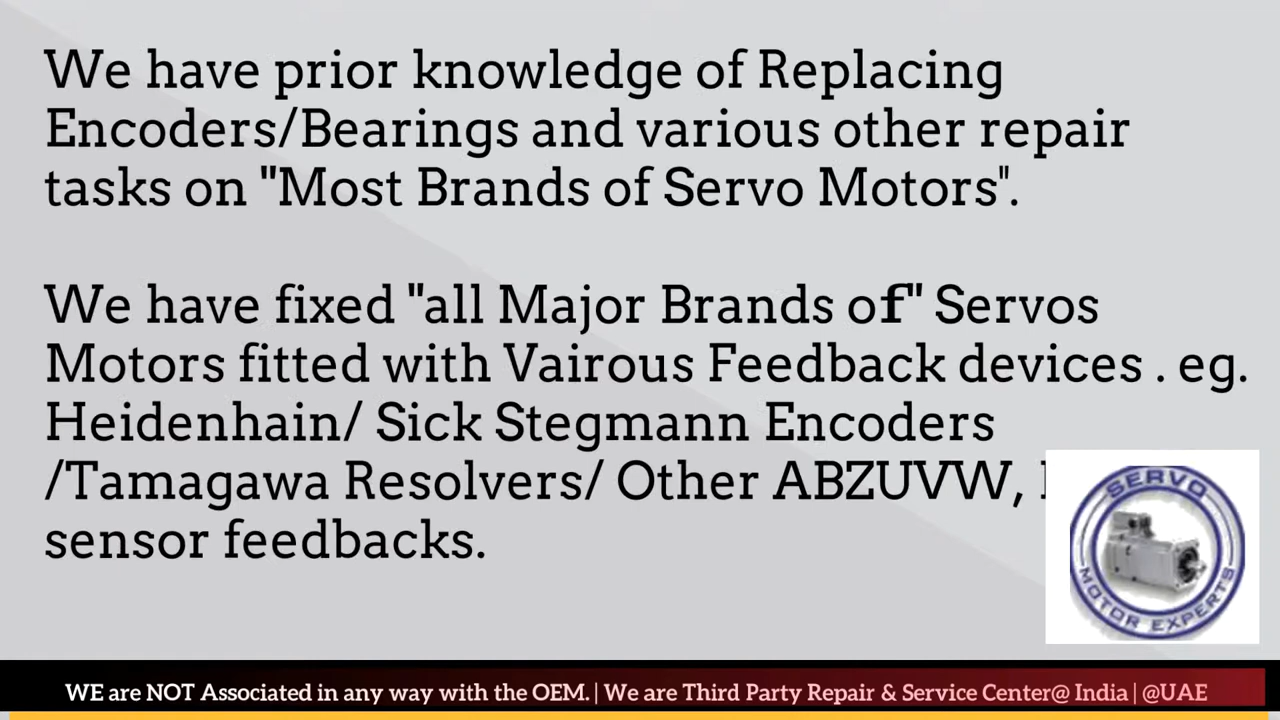 We have prior knowledge of Replacing
Encoders/Bearings and various other repair
tasks on "Most Brands of Servo Motors".
We have fixed "all Major Brands of" Servos
Motors fitted with Vairous Feedback devices . eg.
Heidenhain/ Sick Stegmann Encoders
/Tamagawa Resolvers/ Other ABZUVW,
sensor feedbacks.
SERVO
MOTOR EXPERTS
WE are NOT Associated in any way with the OEM. | We are Third Party Repair & Service Center@ India | @UAE